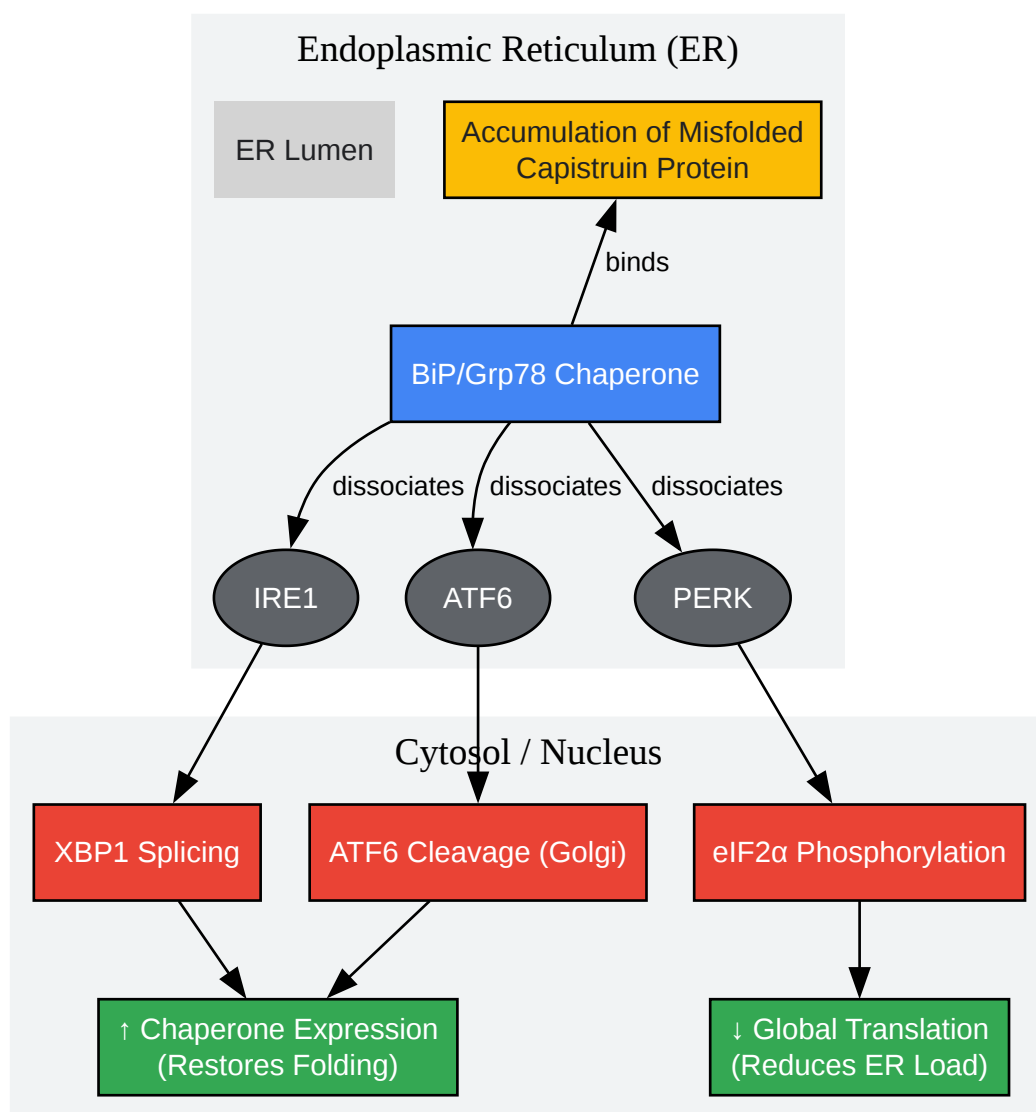 Endoplasmic Reticulum (ER)
ER Lumen
Accumulation of Misfolded
Capistruin Protein
binds
BiP/Grp78 Chaperone
dissociates
dissociates
dissociates
IRE1
ATF6
PERK
Cytosol / Nucleus
XBP1 Splicing
ATF6 Cleavage (Golgi)
eIF2α Phosphorylation
↑ Chaperone Expression
(Restores Folding)
↓ Global Translation
(Reduces ER Load)